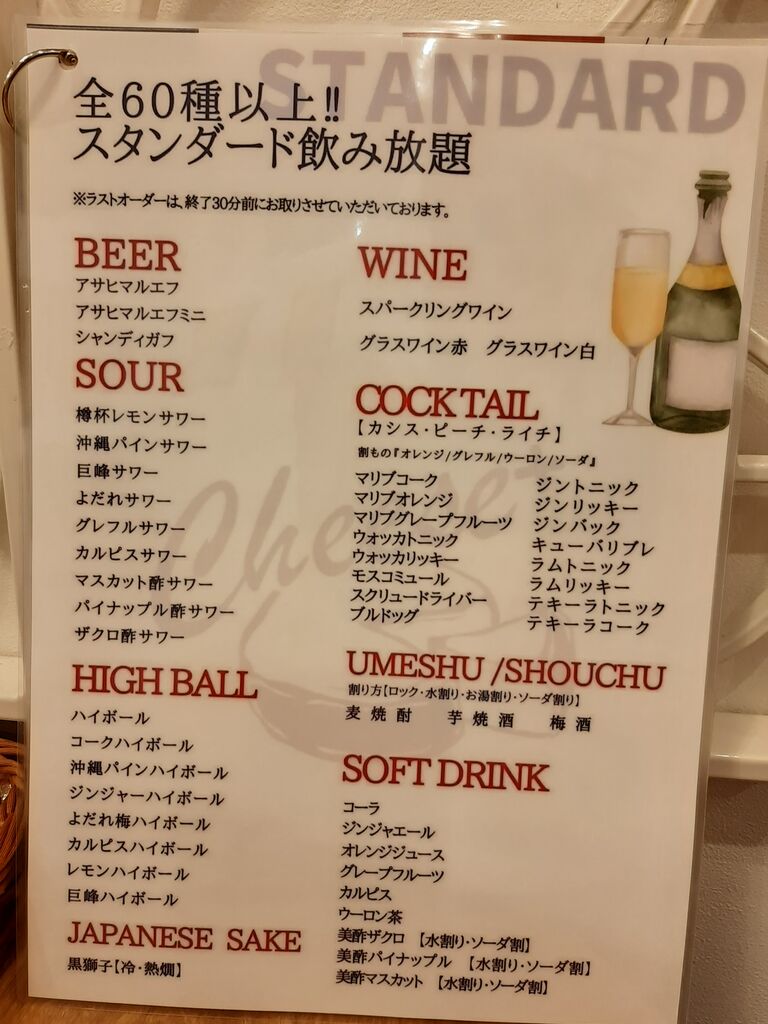 STANDARD
全60種以上!!
スタンダード飲み放題
※ラストオーダーは、終了30分前にお取りさせていただいております。
BEER
アサヒマルエフ
アサヒマルエフミニ
シャンディガフ
SOUR
樽杯レモンサワー
沖縄パインサワー
巨峰サワー
よだれサワー
グレフルサワー
カルピスサワー
マスカット酢サワー
パイナップル酢サワー
ザクロ酢サワー
HIGH BALL
ハイボール
コークハイボール
沖縄パインハイボール
ジンジャーハイボール
よだれ梅ハイボール
カルピスハイボール
レモンハイボール
巨峰ハイボール
JAPANESE SAKE
黒獅子【冷・熱燗】
WINE
スパークリングワイン
グラスワイン赤 グラスワイン白
COCKTAIL
【カシス・ピーチ・ライチ】
割もの『オレンジ/グレフル/ウーロン/ソーダ』
マリブコーク
マリブオレンジ
マリブグレープフルーツ
ウォッカトニック
ウォッカリッキー
モスコミュール
スクリュードライバー
ブルドッグ
ジントニック
ジンリッキー
ジンバック
キューバリブレ
ラムトニック
ラムリッキー
テキーラトニック
テキーラコーク
UMESHU /SHOUCHU
割り方【ロック・水割り・お湯割り・ソーダ割り】
麦焼酎 芋焼酒 梅酒
SOFT DRINK
コーラ
ジンジャエール
オレンジジュース
グレープフルーツ
カルピス
ウーロン茶
美酢ザクロ 【水割り・ソーダ割】
美酢パイナップル 【水割り・ソーダ割】
美酢マスカット 【水割り・ソーダ割】